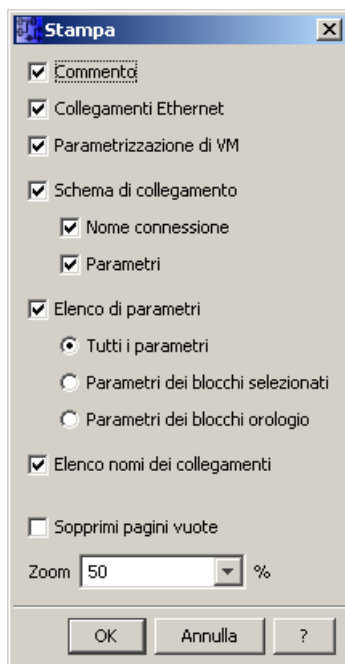 Stampa
Commento
Collegamenti Ethernet
Parametrizzazione di VM
Schema di collegamento
Nome connessione
Parametri
Elenco di parametri
Tutti i parametri
Parametri dei blocchi selezionati
Parametri dei blocchi orologio
Elenco nomi dei collegamenti
Sopprimi pagini vuote
Zoom 50 %
OK Annulla ?